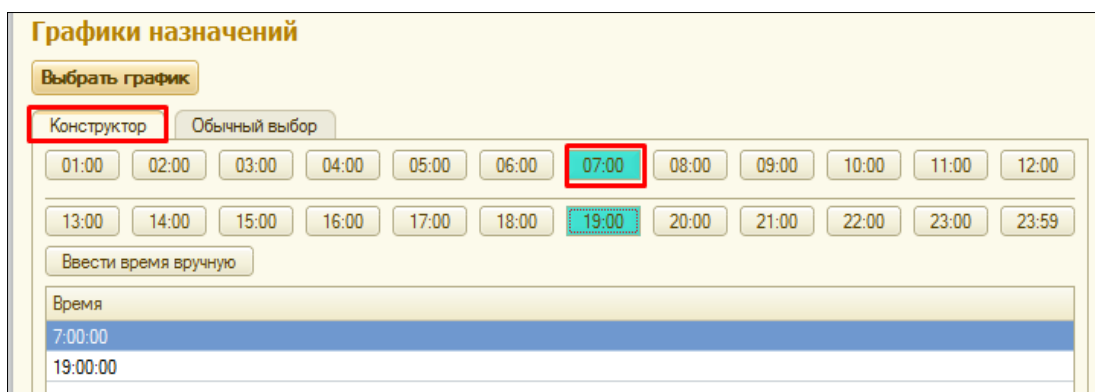 Графики назначений
Выбрать график
Конструктор Обычный выбор
01:00 02:00 03:00 04:00 05:00 06:00 07:00 08:00 09:00 10:00 11:00 12:00
13:00 14:00 15:00 16:00 17:00 18:00 19:00 20:00 21:00 22:00 23:00 23:59
Ввести время вручную
Время
7:00:00
19:00:00